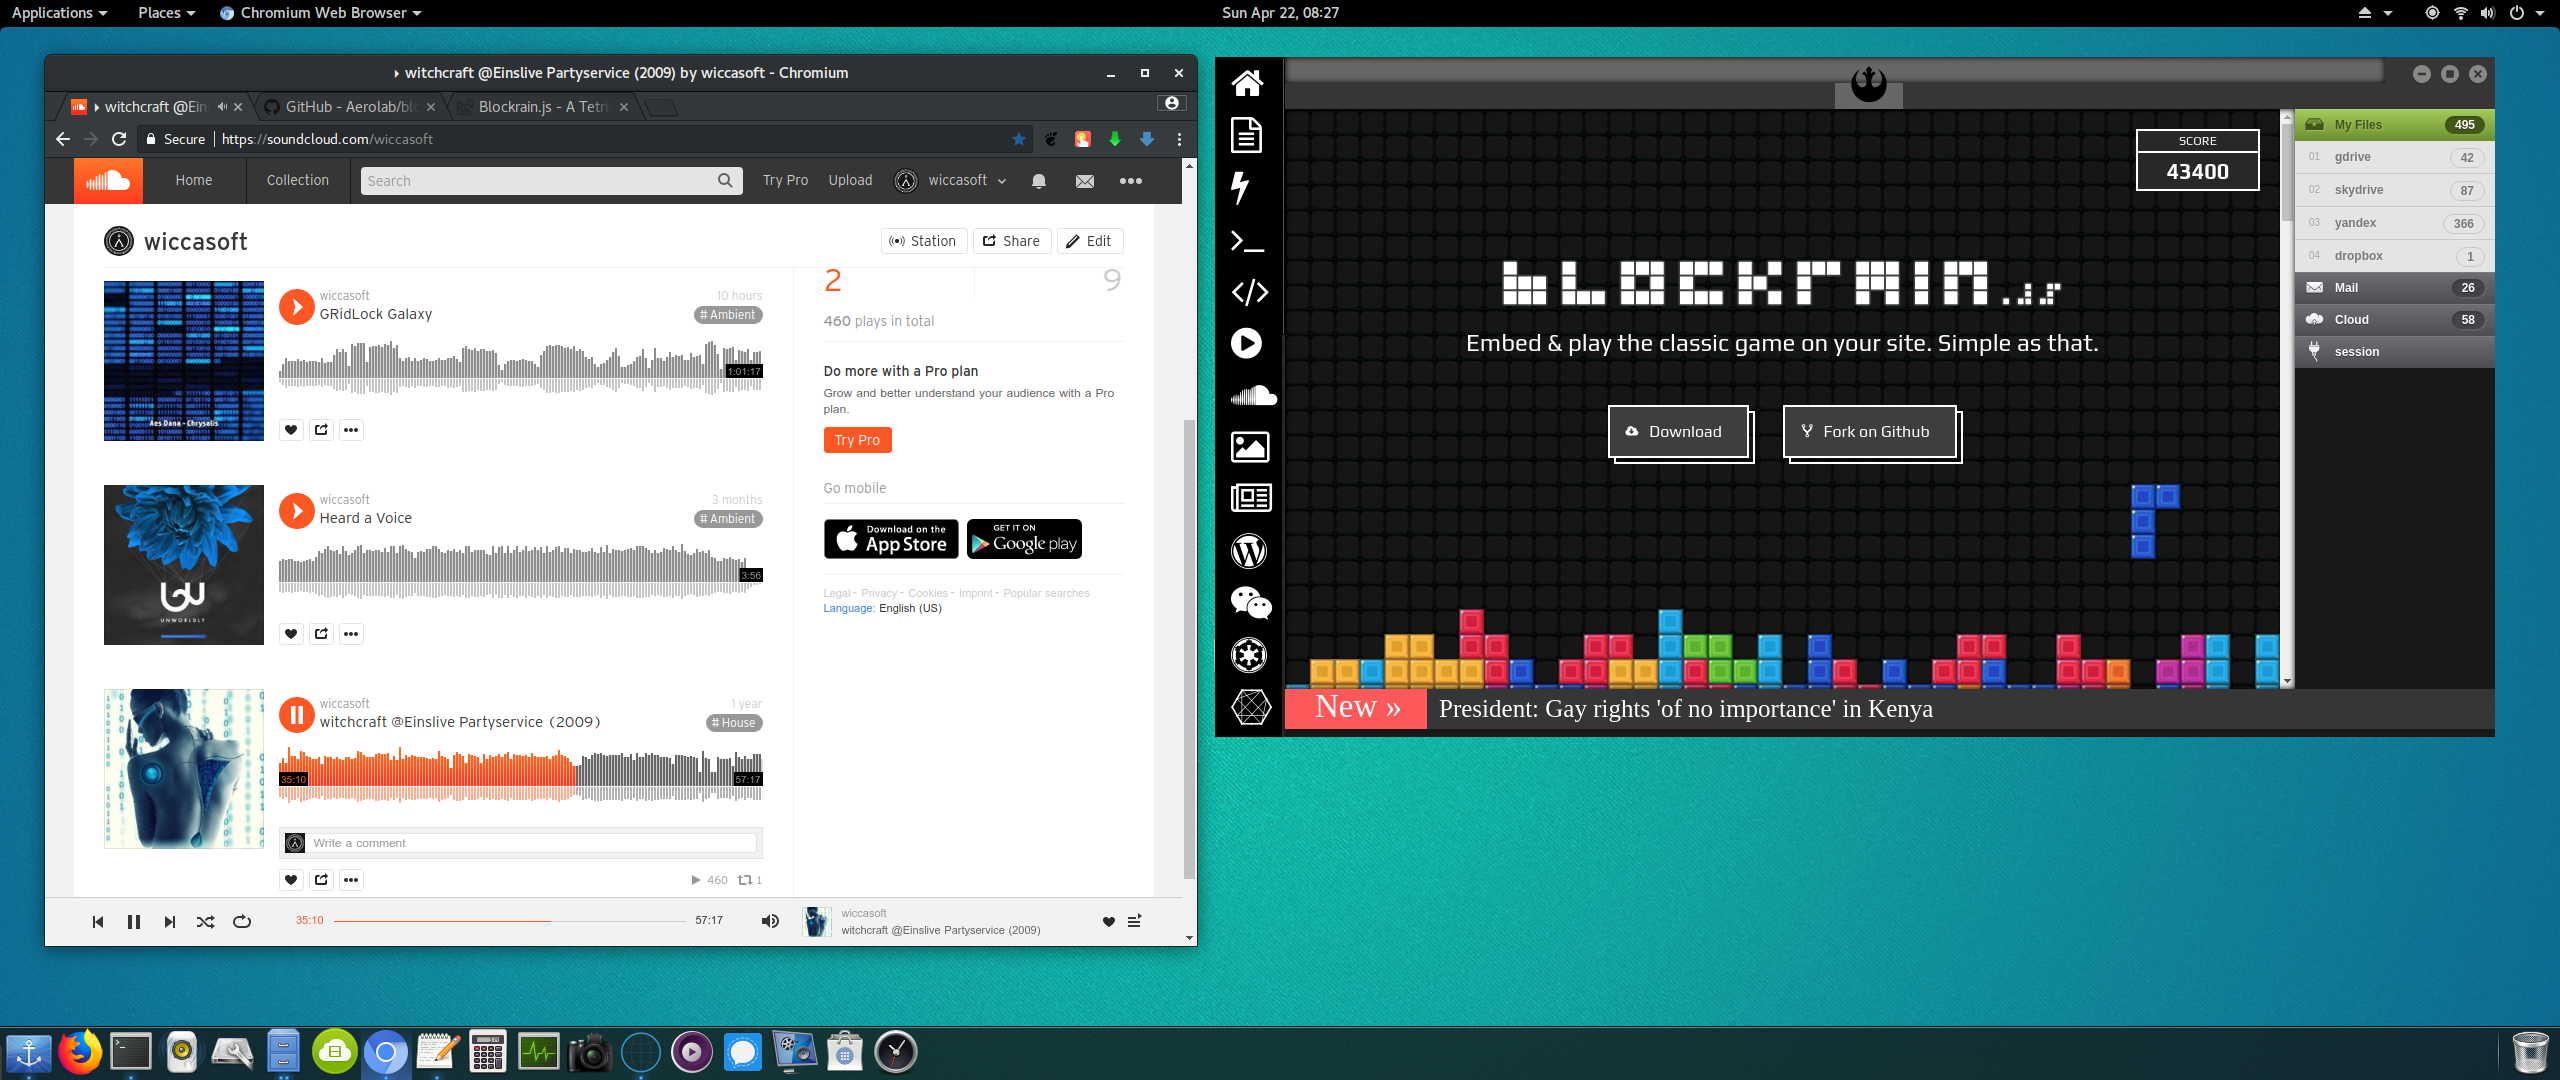 Applications
Places
Chromium Web Browser
Sun Apr 22, 08:27
witchcraft @Einslive Partyservice (2009) by wiccasoft - Chromium
witchcraft @Ein
GitHub - Aerolab/blo
Blockrain.js - A Tetri
Secure
https://soundcloud.com/wiccasoft
Home
Collection
Search
Try Pro
Upload
wiccasoft
wiccasoft
Station
Share
Edit
wiccasoft
10 hours
GRidLock Galaxy
# Ambient
1:01:17
Aes Dana - Chrysalis
wiccasoft
3 months
Heard a Voice
# Ambient
3:56
UNWORLDLY
wiccasoft
1 year
witchcraft @Einslive Partyservice (2009)
# House
35:10
57:17
Write a comment
460
1
2
9
460 plays in total
Do more with a Pro plan
Grow and better understand your audience with a Pro
plan.
Try Pro
Go mobile
Download on the
App Store
GET IT ON
Google play
Legal - Privacy - Cookies - Imprint - Popular searches
Language: English (US)
35:10
57:17
wiccasoft
witchcraft @Einslive Partyservice (2009)
SCORE
43400
blockrain.js
Embed & play the classic game on your site. Simple as that.
Download
Fork on Github
My Files 495
01 gdrive 42
02 skydrive 87
03 yandex 366
04 dropbox 1
Mail 26
Cloud 58
session
New »
President: Gay rights 'of no importance' in Kenya